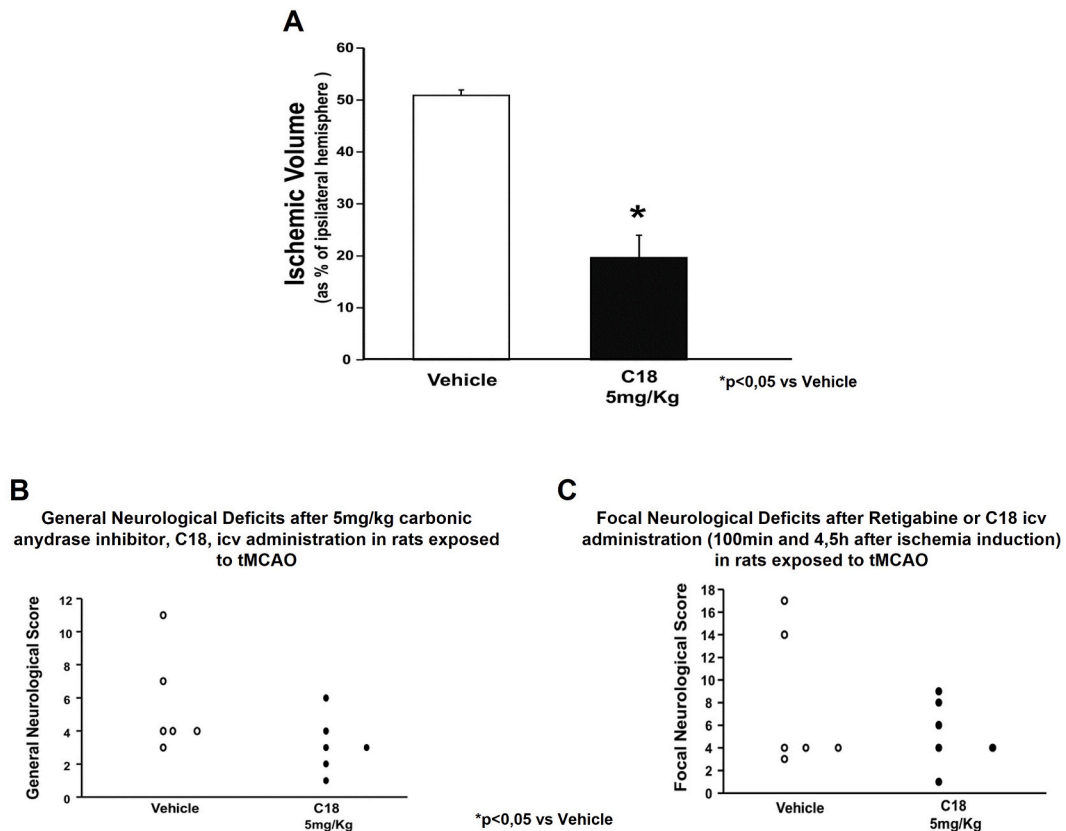 A
Ischemic Volume
(as % of ipsilateral hemisphere )
60
50
40
30
20
10
0
Vehicle
C18
5mg/Kg
*
*p<0,05 vs Vehicle
B
General Neurological Deficits after 5mg/kg carbonic
anydrase inhibitor, C18, icv administration in rats exposed
to tMCAO
General Neurological Score
12
10
8
6
4
2
0
Vehicle
C18
5mg/Kg
*p<0,05 vs Vehicle
C
Focal Neurological Deficits after Retigabine or C18 icv
administration (100min and 4,5h after ischemia induction)
in rats exposed to tMCAO
Focal Neurological Score
18
16
14
12
10
8
6
4
2
0
Vehicle
C18
5mg/Kg